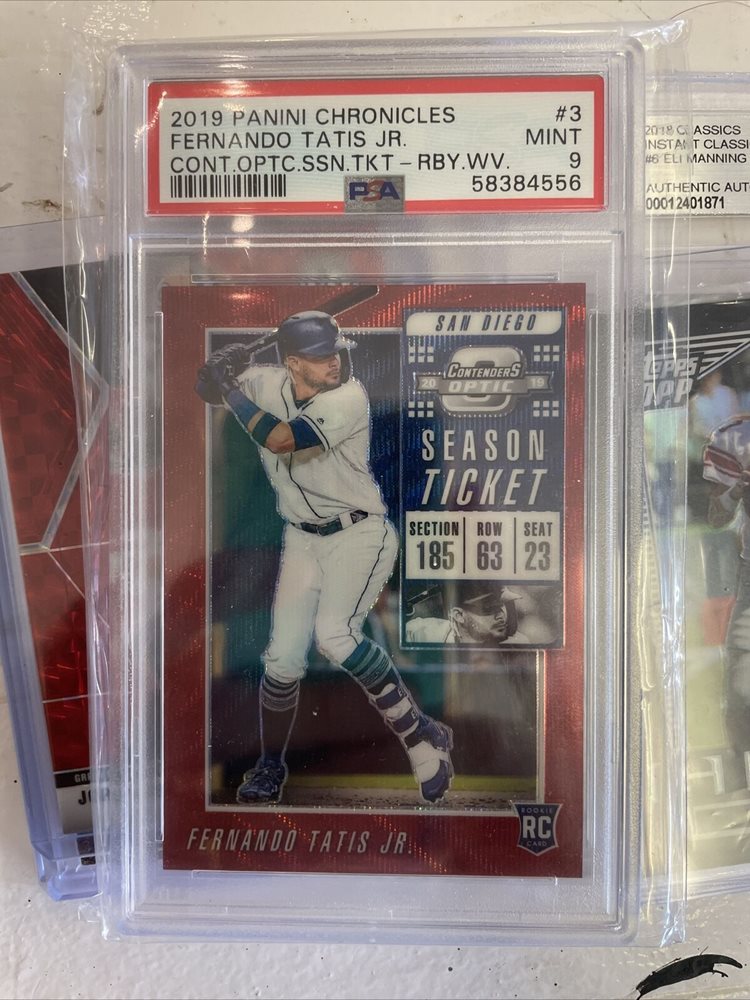 2019 PANINI CHRONICLES #3
FERNANDO TATIS JR. MINT
CONT.OPTC.SSN.TKT - RBY.WV. 9
PSA 58384556
2018 CLASSICS
INSTANT CLASSI
#6 ELI MANNING
AUTHENTIC AUT
00012401871
SAN DIEGO
CONTENDERS
20 OPTIC 19
SEASON
TICKET
SECTION ROW SEAT
185 63 23
FERNANDO TATIS JR.
ROOKIE
RC
CARD